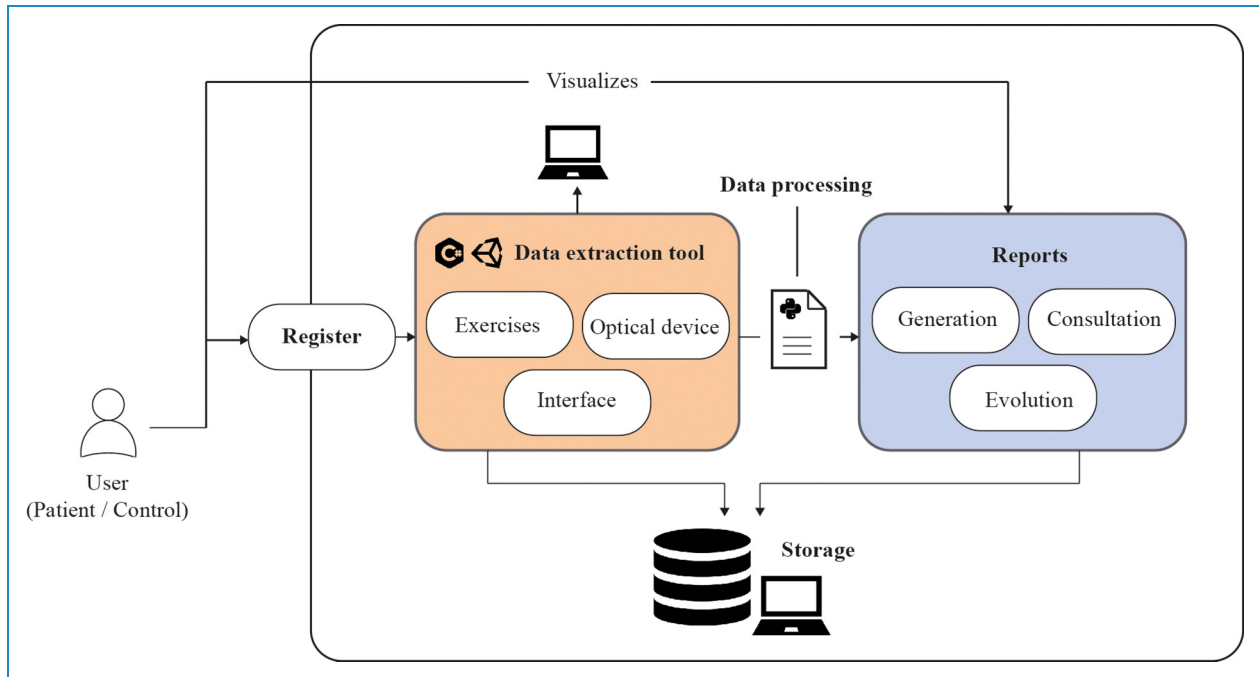 Visualizes
Data processing
C# Data extraction tool
Reports
Exercises
Optical device
Generation
Consultation
Register
Interface
Evolution
User
(Patient / Control)
Storage